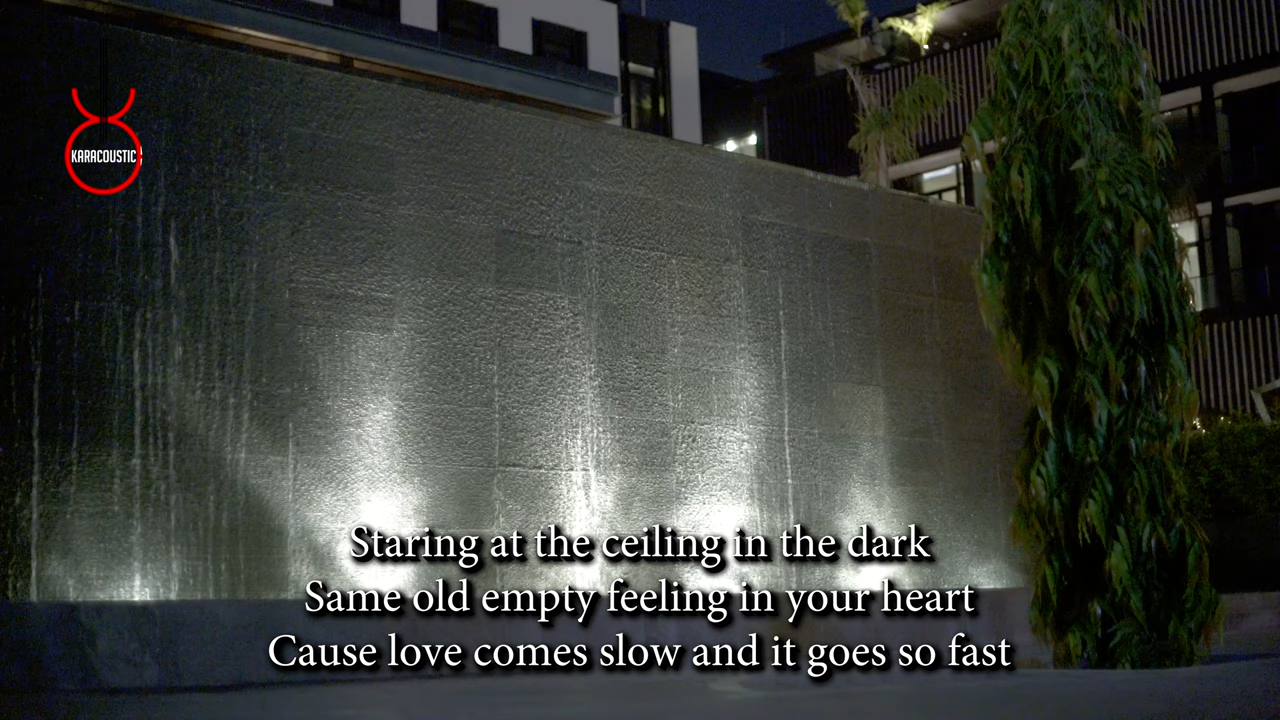 KARACOUSTIC
Staring at the ceiling in the dark
Same old empty feeling in your heart
Cause love comes slow and it goes so fast